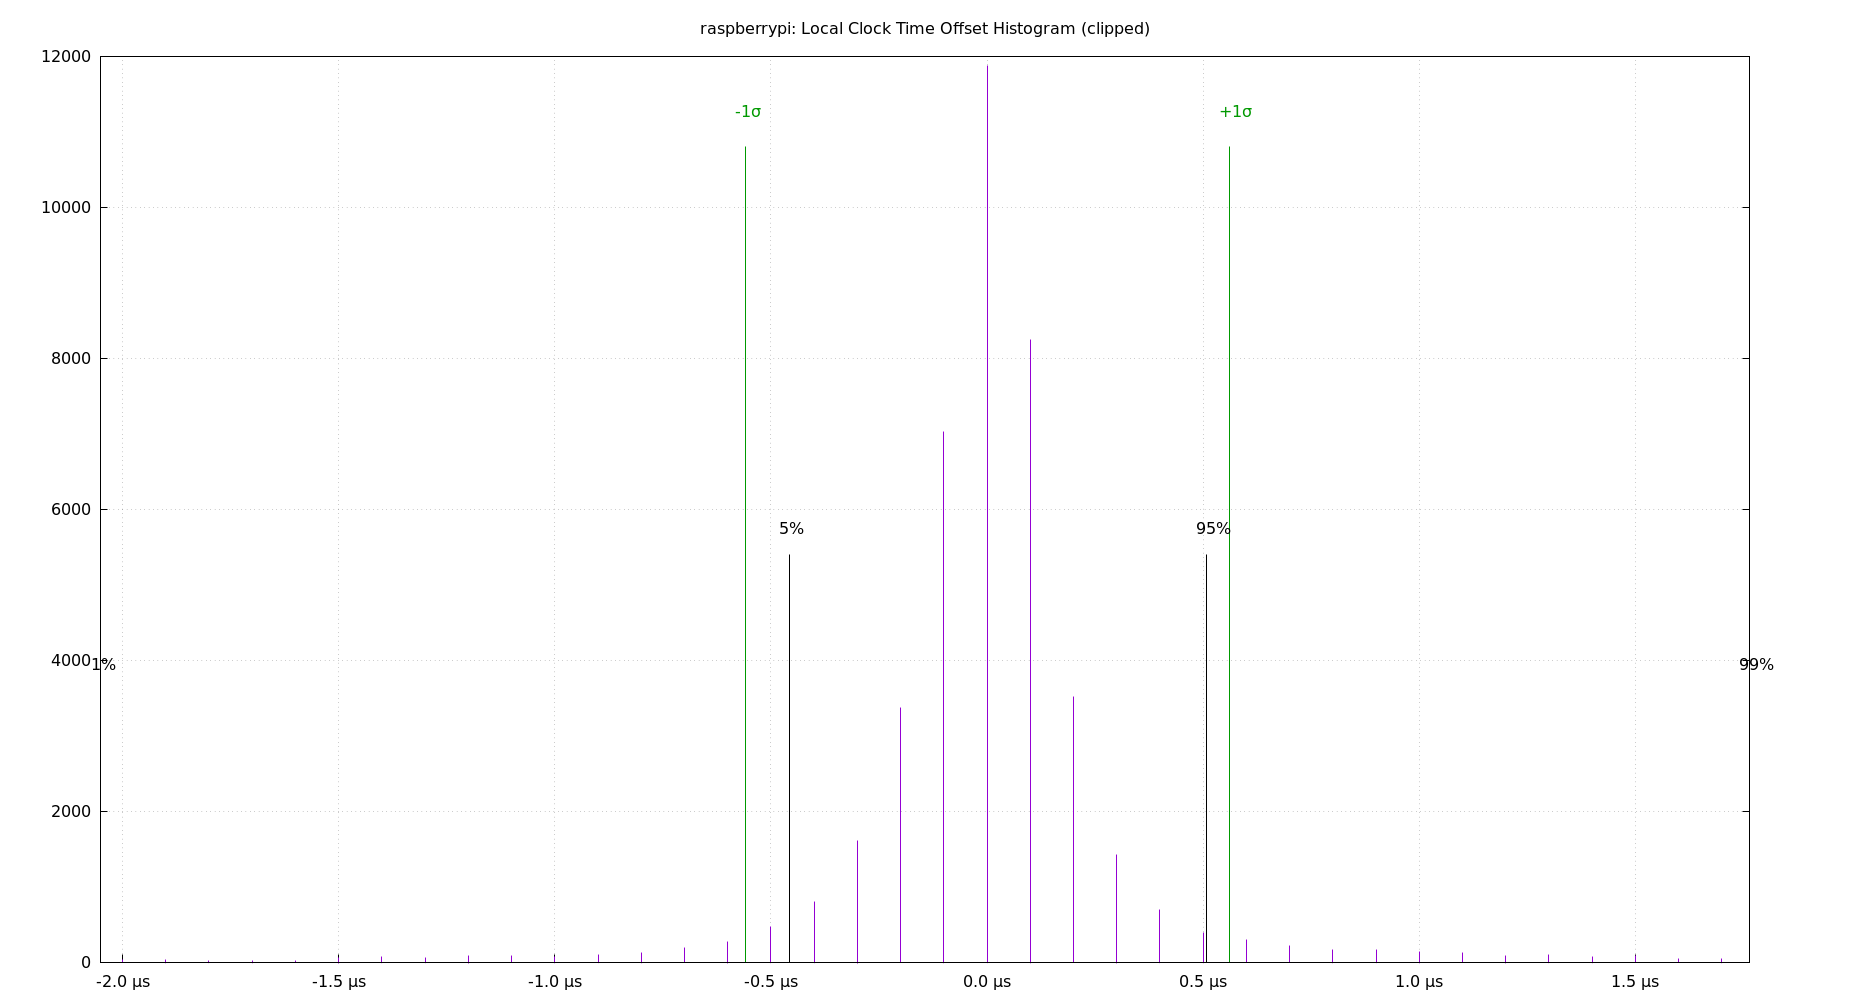 raspberrypi: Local Clock Time Offset Histogram (clipped)
12000
-1σ +1σ
10000
8000
6000
5% 95%
4000 1% 99%
2000
0
-2.0 µs -1.5 µs -1.0 µs -0.5 µs 0.0 µs 0.5 µs 1.0 µs 1.5 µs